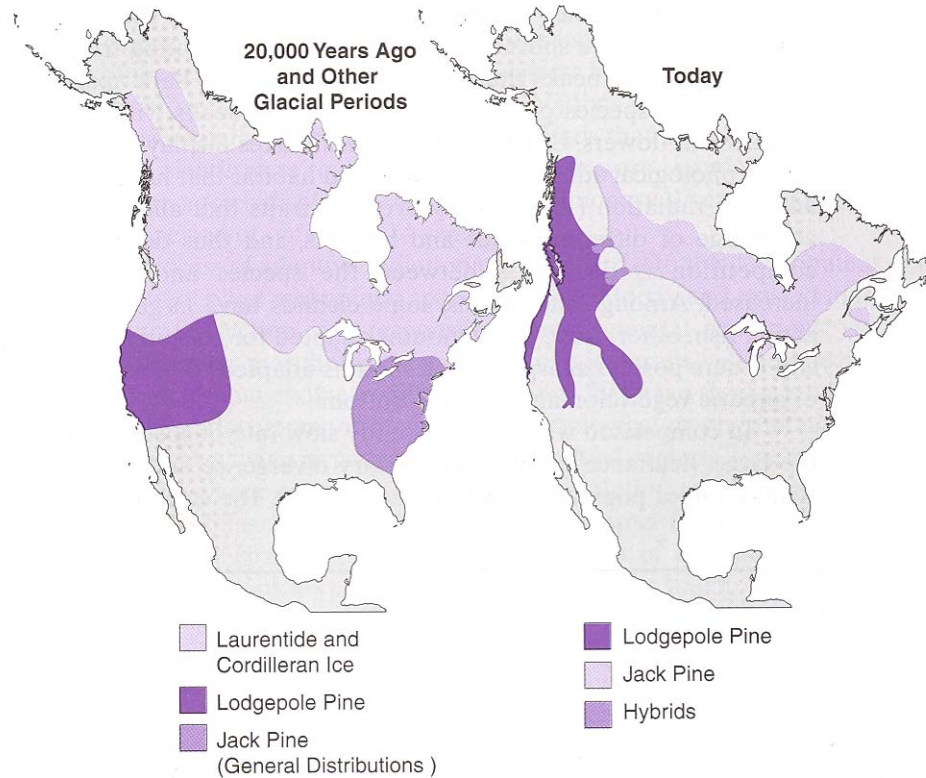 20,000 Years Ago
and Other
Glacial Periods
Today
Laurentide and
Cordilleran Ice
Lodgepole Pine
Jack Pine
(General Distributions )
Lodgepole Pine
Jack Pine
Hybrids